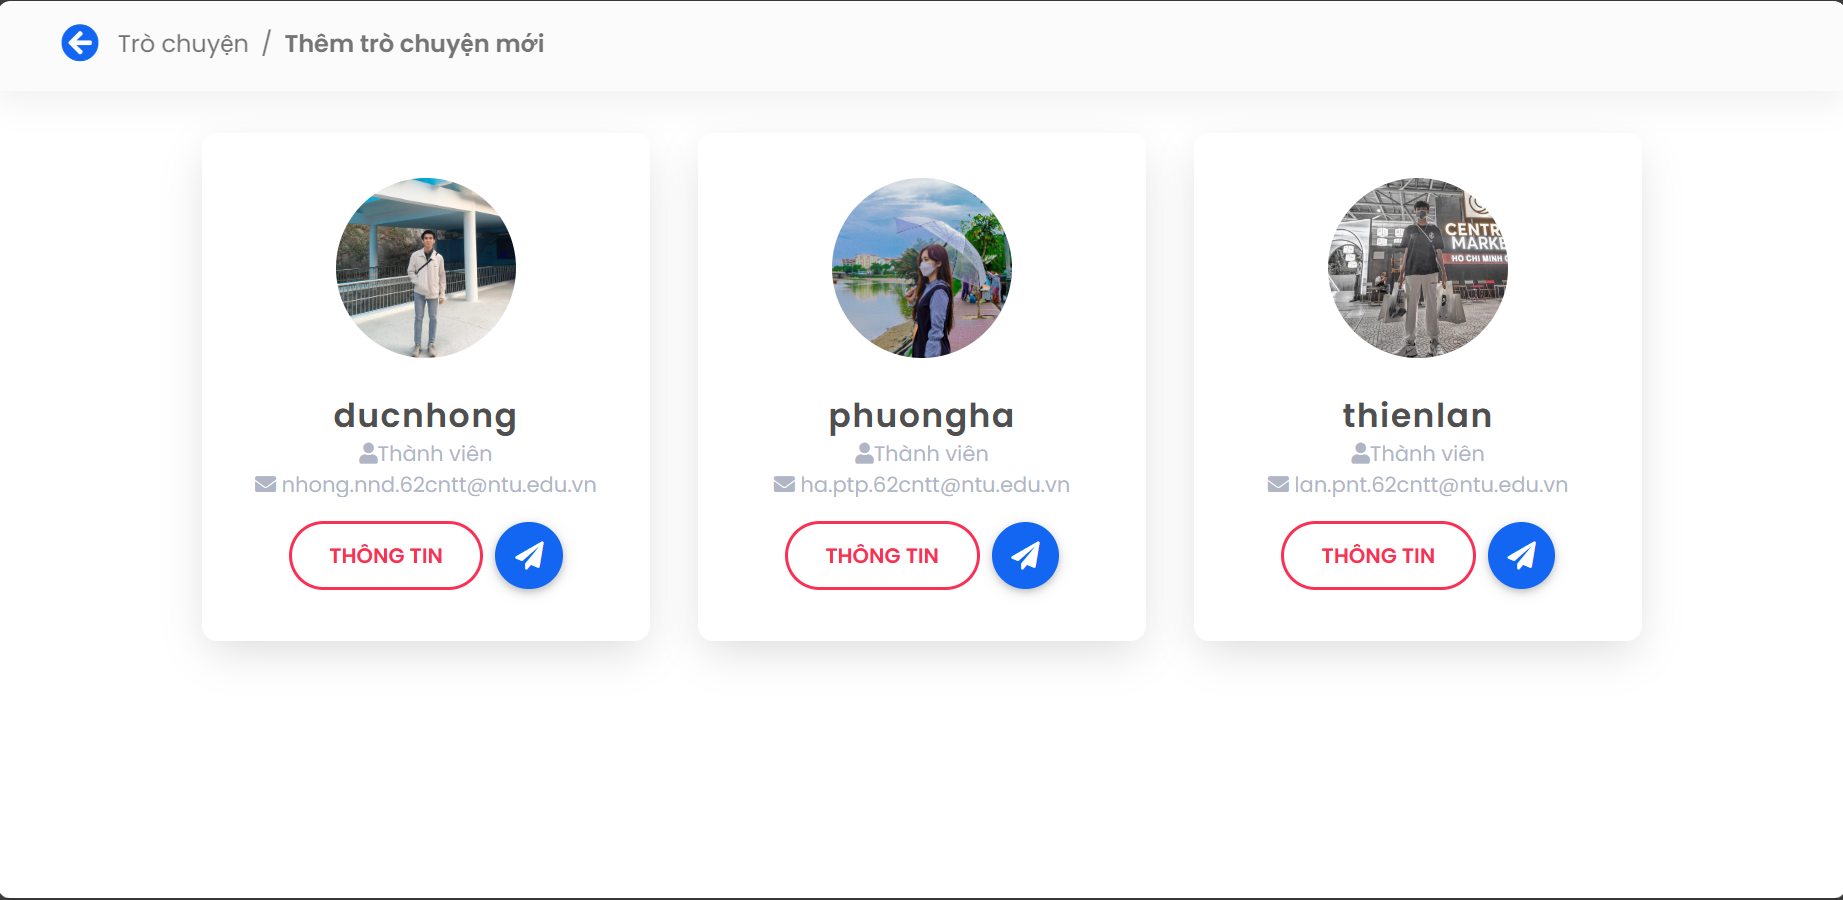 Trò chuyện / Thêm trò chuyện mới
ducnhong
Thành viên
nhong.nnd.62cntt@ntu.edu.vn
THÔNG TIN
phuongha
Thành viên
ha.ptp.62cntt@ntu.edu.vn
THÔNG TIN
CENTR
MARKE
HO CHI MINH C
thienlan
Thành viên
lan.pnt.62cntt@ntu.edu.vn
THÔNG TIN